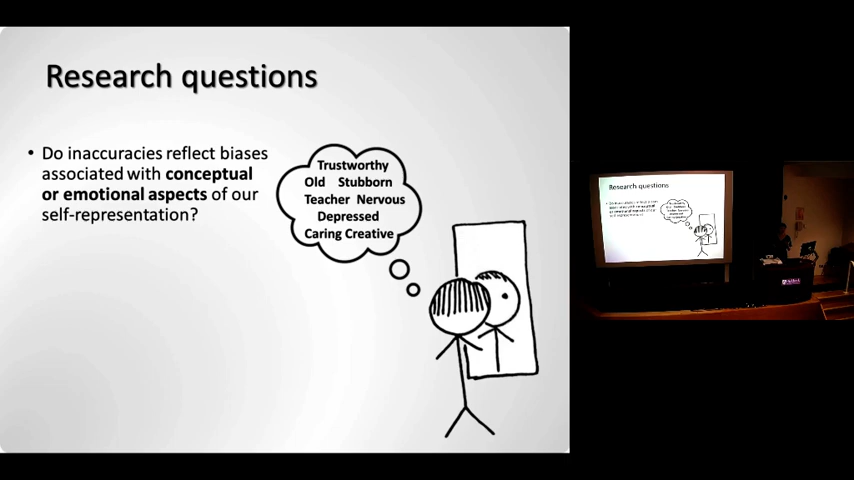 Research questions
• Do inaccuracies reflect biases
associated with conceptual
or emotional aspects of our
self-representation?
Trustworthy
Old Stubborn
Teacher Nervous
Depressed
Caring Creative
Research questions